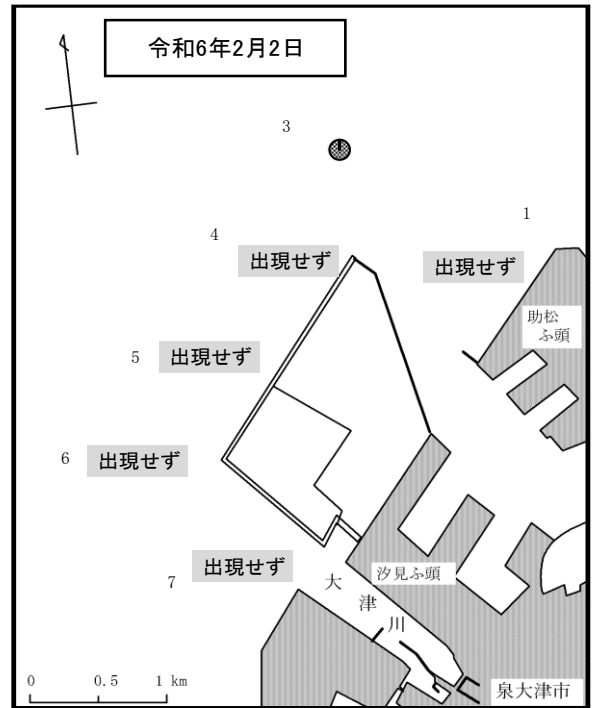 令和6年2月2日
3
1
4
出現せず
出現せず
助松
ふ頭
5
出現せず
6
出現せず
7
出現せず
汐見ふ頭
大
津
川
0 0.5 1 km
泉大津市